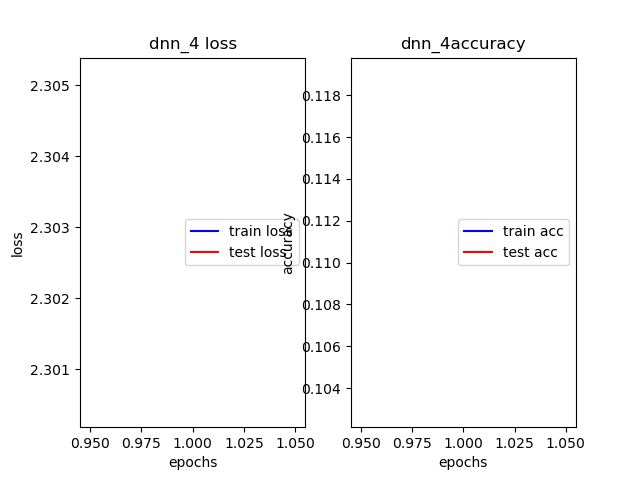 dnn_4 loss
2.305
2.304
2.303
2.302
2.301
loss
train loss
test loss
0.950
0.975
1.000
1.025
1.050
epochs
dnn_4accuracy
0.118
0.116
0.114
0.112
0.110
0.108
0.106
0.104
accuracy
train acc
test acc
0.950
0.975
1.000
1.025
1.050
epochs